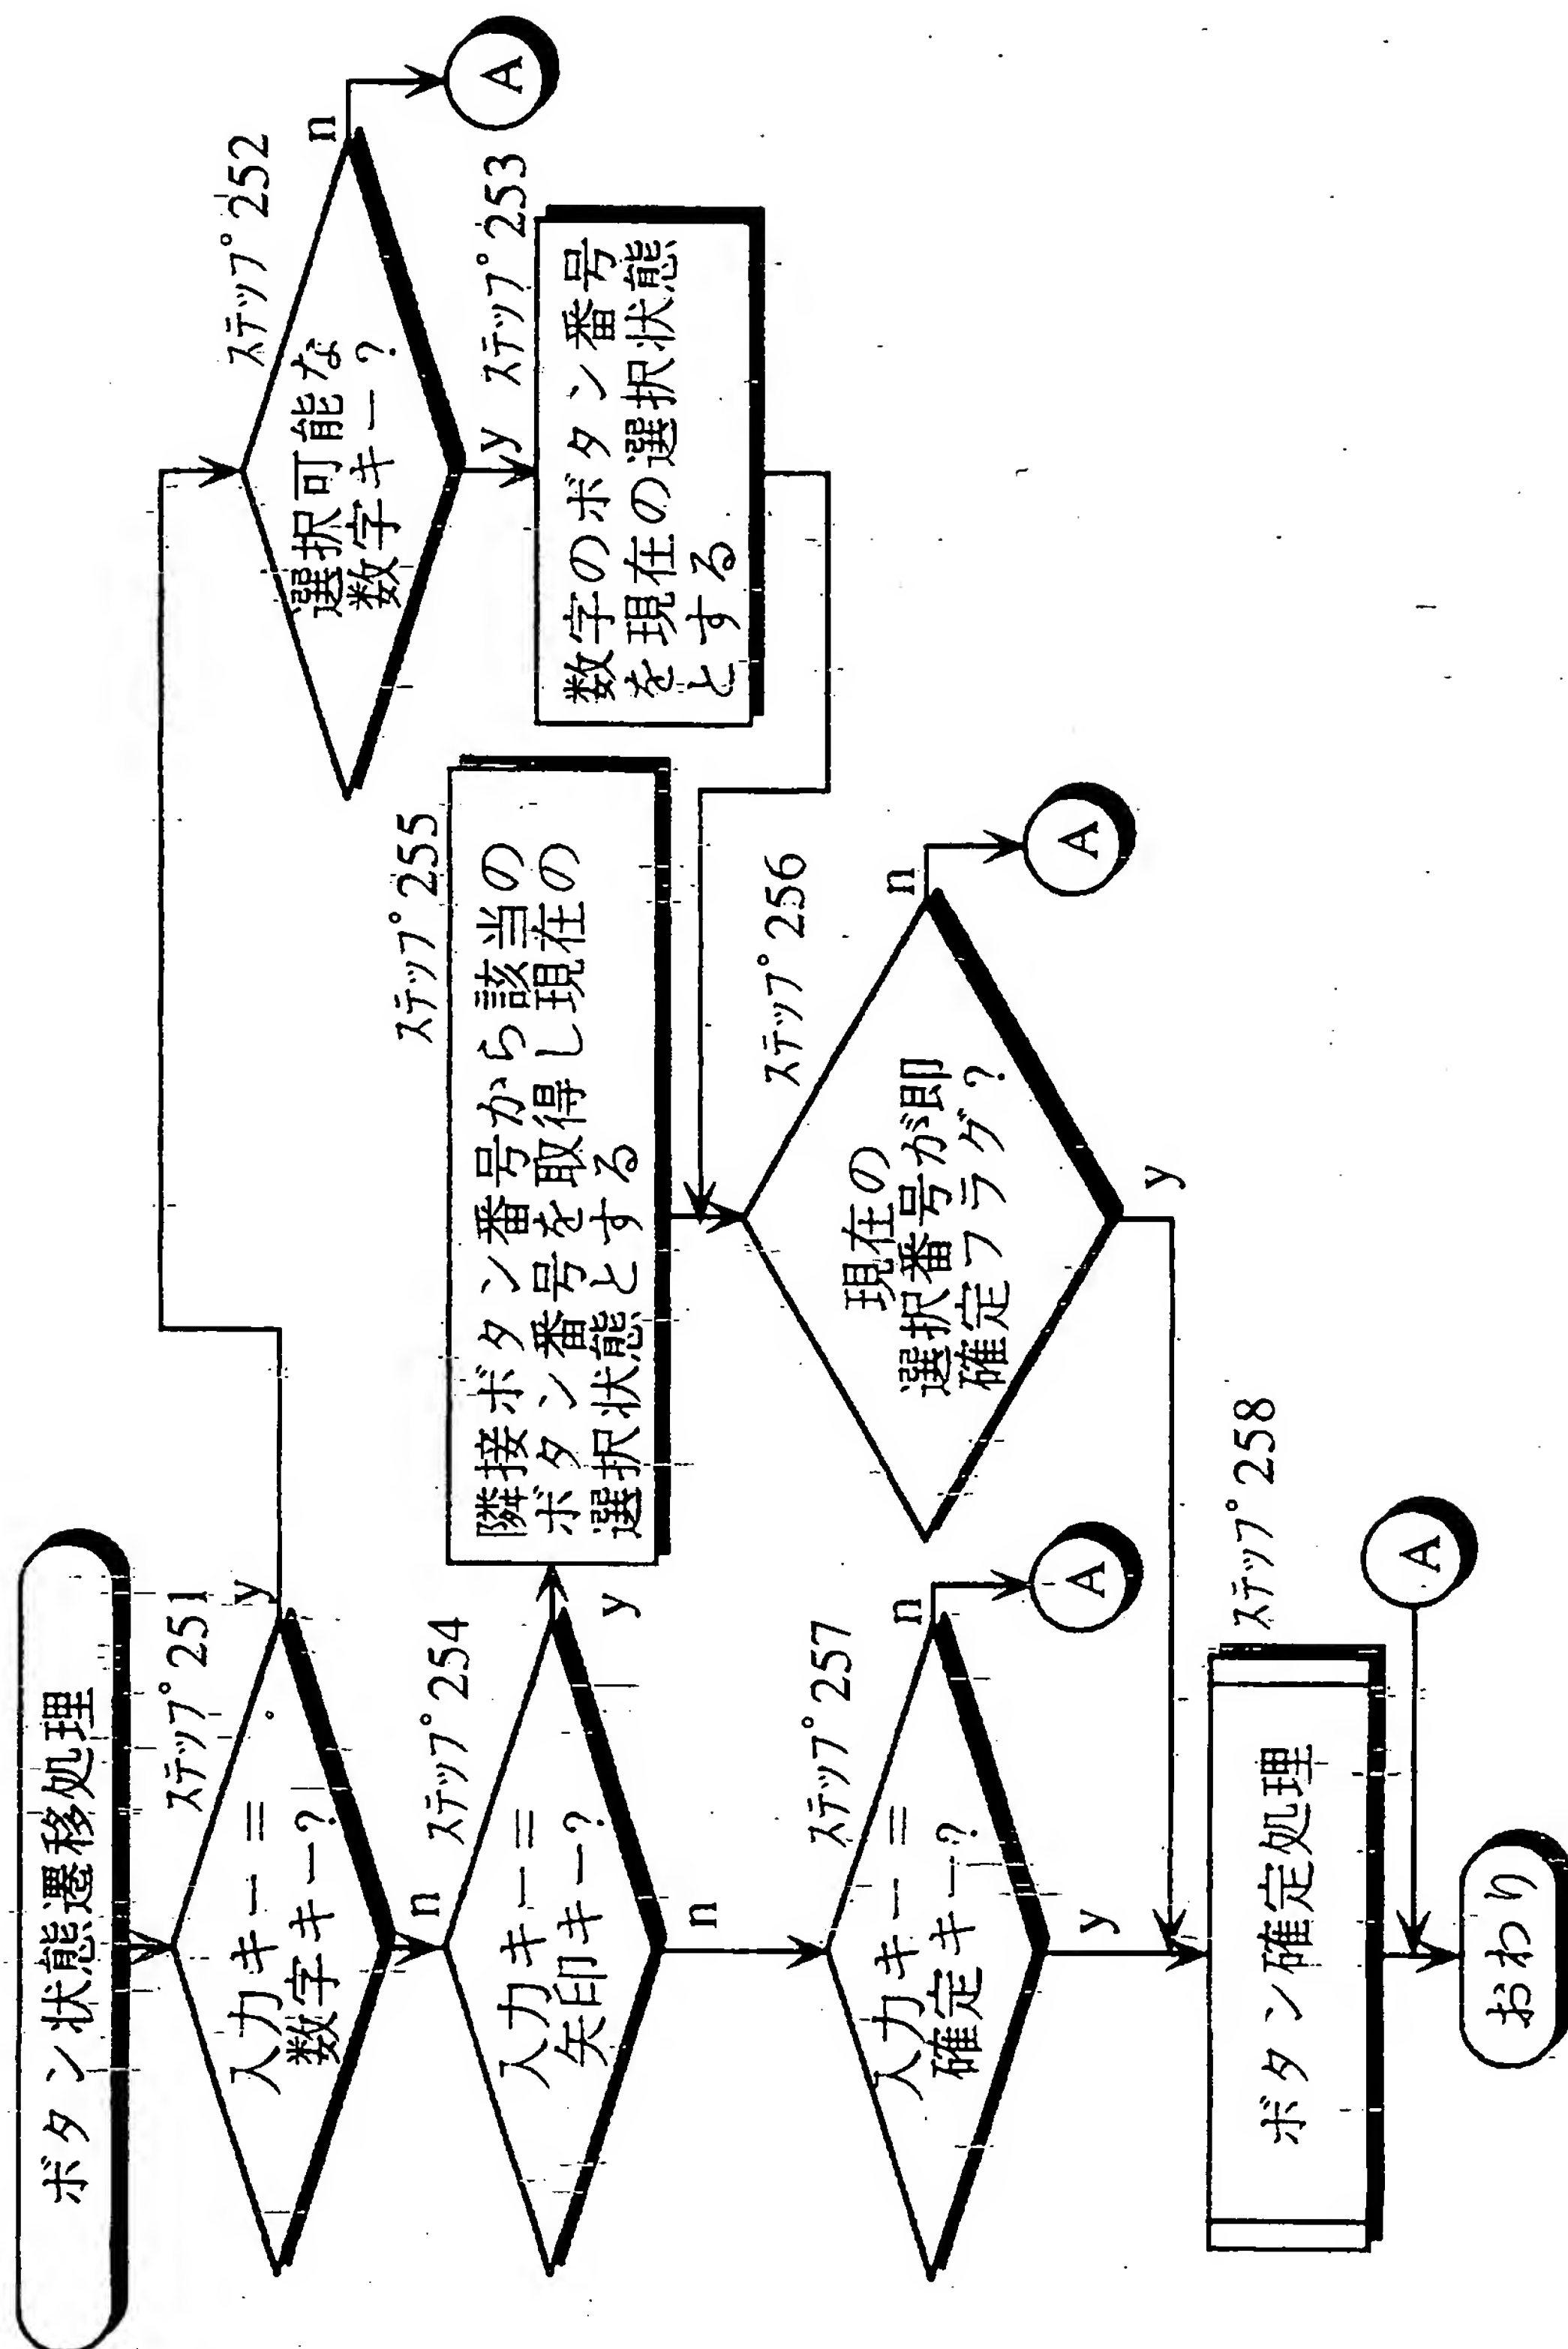 ボタン状態遷移処理
ステップ251
入力キー＝
数字キー？
y
n
ステップ252
選択可能な
数字キー？
n
A
y
ステップ253
数字のボタン番号
を現在の選択状態
とする
ステップ254
入力キー＝
矢印キー？
y
n
ステップ255
隣接ボタン番号から該当の
ボタン番号を取得し現在の
選択状態とする
ステップ256
現在の
選択番号が即
確定フラグ？
n
A
y
ステップ257
入力キー＝
確定キー？
n
A
y
ステップ258
ボタン確定処理
A
おわり